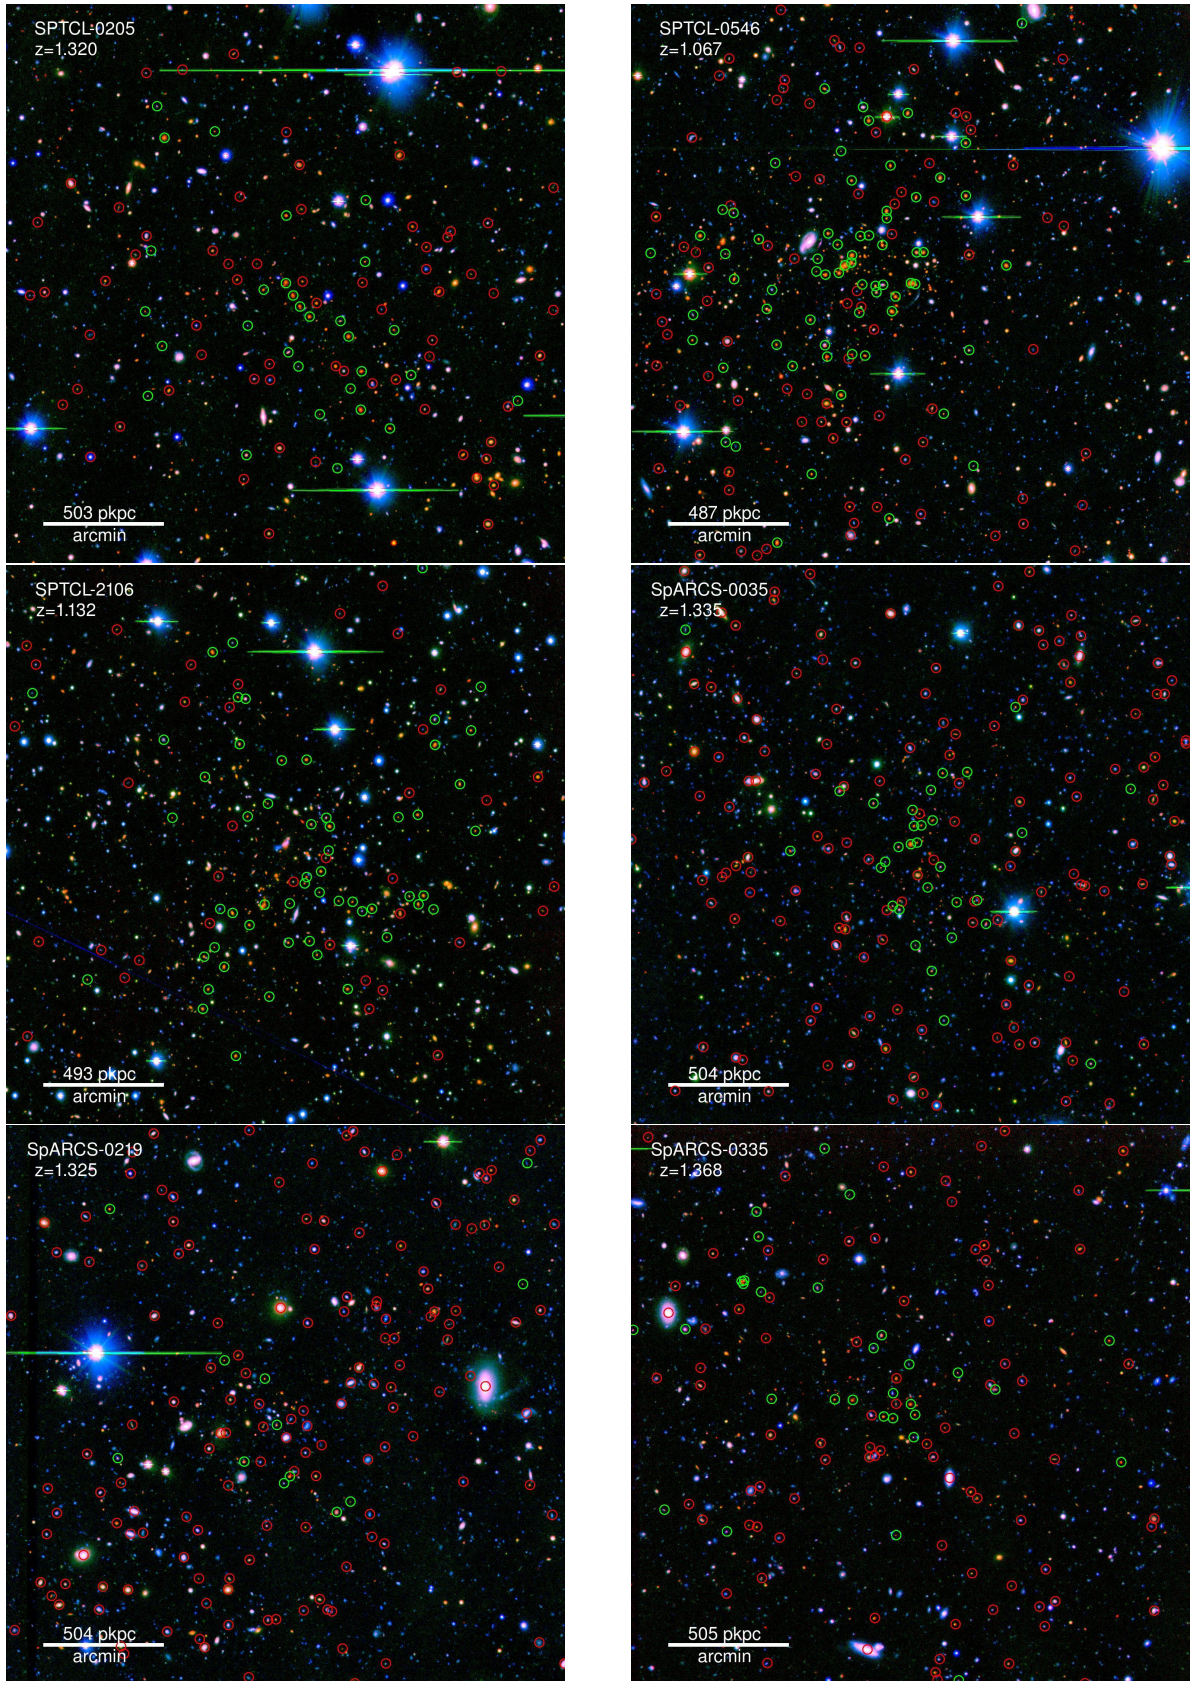 SPTCL-0205
z=1.320
503 pkpc
arcmin
SPTCL-0546
z=1.067
487 pkpc
arcmin
SPTCL-2106
z=1.132
493 pkpc
arcmin
SpARCS-0035
z=1.335
504 pkpc
arcmin
SpARCS-0219
z=1.325
504 pkpc
arcmin
SpARCS-0335
z=1.368
505 pkpc
arcmin